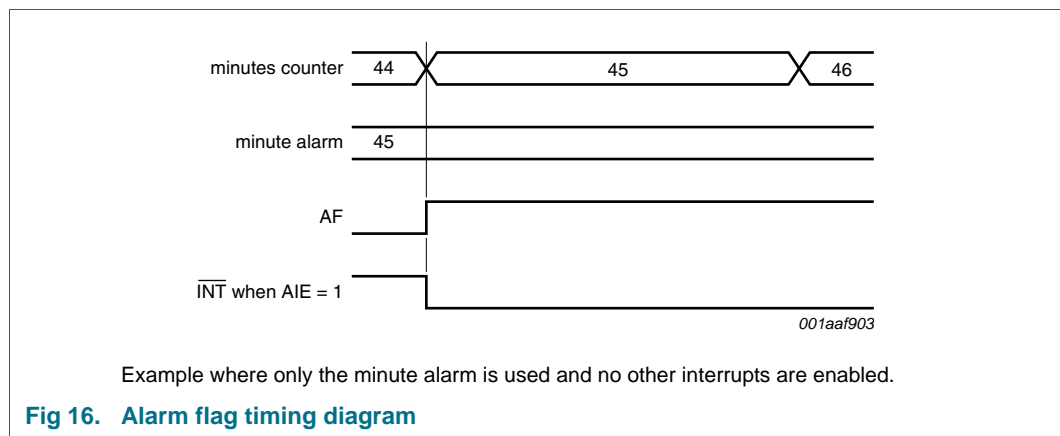 minutes counter 44 45 46
minute alarm 45
AF
INT when AIE = 1
001aaf903
Example where only the minute alarm is used and no other interrupts are enabled.
Fig 16. Alarm flag timing diagram